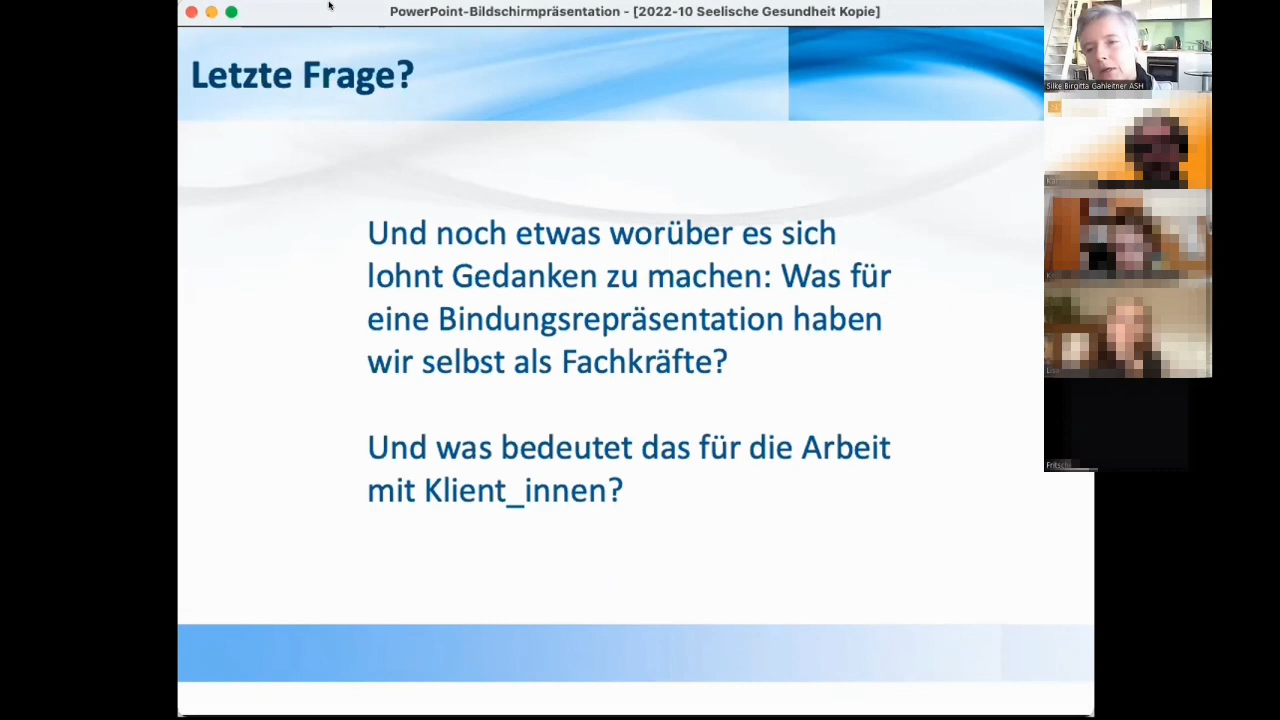 PowerPoint-Bildschirmpräsentation - [2022-10 Seelische Gesundheit Kopie]
Letzte Frage?
Und noch etwas worüber es sich
lohnt Gedanken zu machen: Was für
eine Bindungsrepräsentation haben
wir selbst als Fachkräfte?
Und was bedeutet das für die Arbeit
mit Klient_innen?
Silke Birgitta Gahleitner ASH